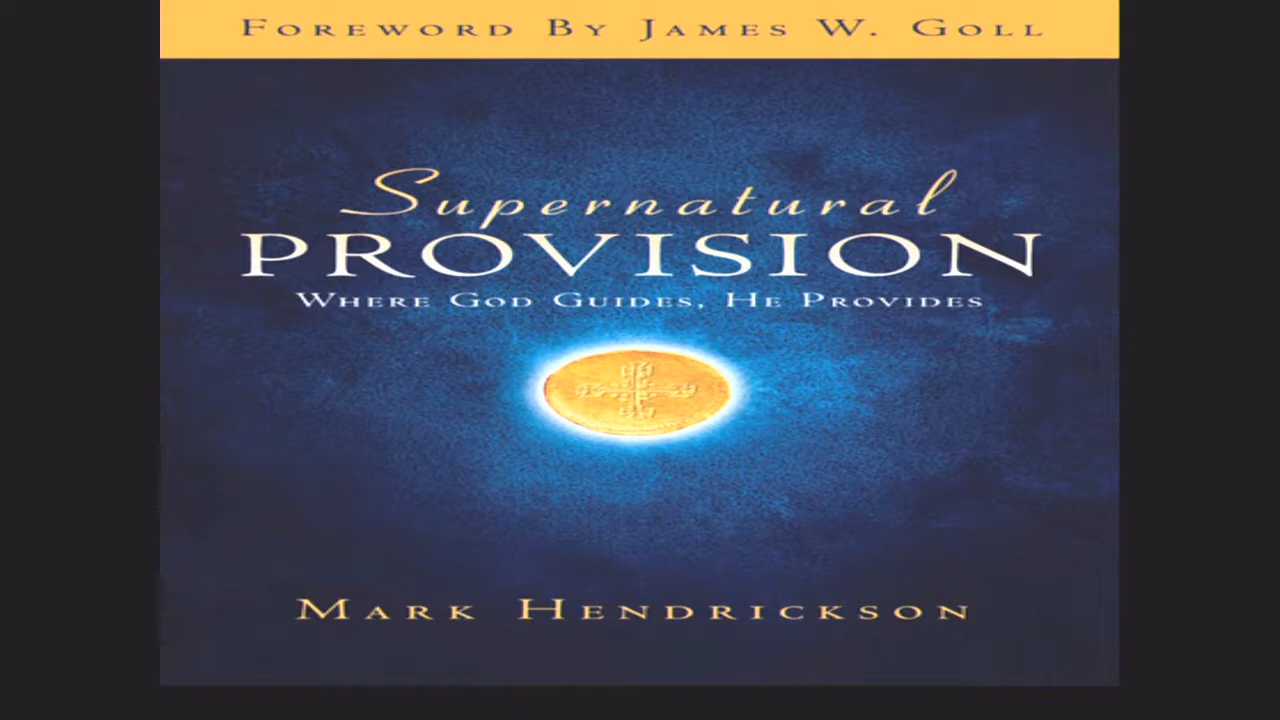 FOREWORD BY JAMES W. GOLL
Supernatural
PROVISION
WHERE GOD GUIDES, HE PROVIDES
MARK HENDRICKSON